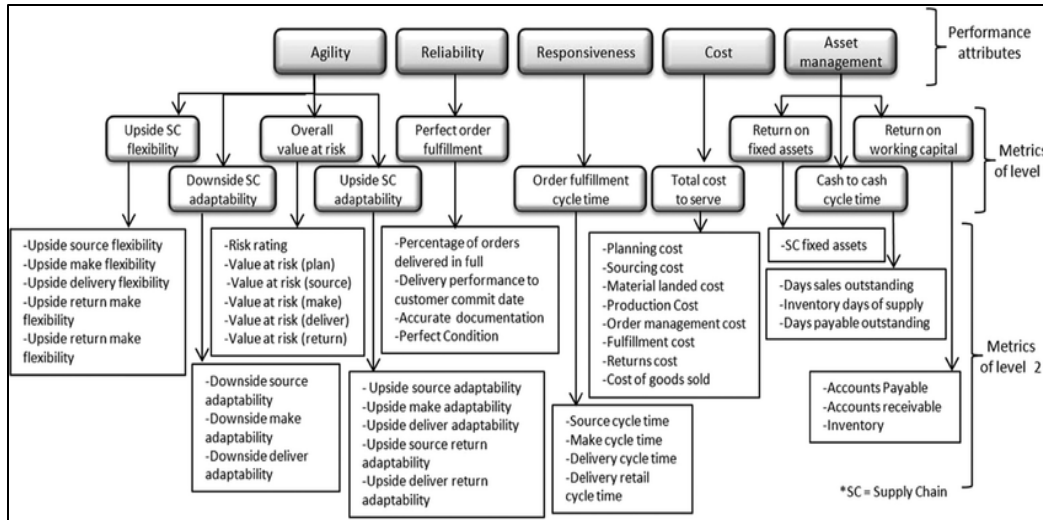 Agility
Reliability
Responsiveness
Cost
Asset
management
Performance
attributes
Upside SC
flexibility
Overall
value at risk
Perfect order
fulfillment
Return on
fixed assets
Return on
working capital
Downside SC
adaptability
Upside SC
adaptability
Order fulfillment
cycle time
Total cost
to serve
Cash to cash
cycle time
Metrics
of level 1
-Upside source flexibility
-Upside make flexibility
-Upside delivery flexibility
-Upside return make
flexibility
-Upside return make
flexibility
-Risk rating
-Value at risk (plan)
-Value at risk (source)
-Value at risk (make)
-Value at risk (deliver)
-Value at risk (return)
-Percentage of orders
delivered in full
-Delivery performance to
customer commit date
-Accurate documentation
-Perfect Condition
-Planning cost
-Sourcing cost
-Material landed cost
-Production Cost
-Order management cost
-Fulfillment cost
-Returns cost
-Cost of goods sold
-SC fixed assets
-Days sales outstanding
-Inventory days of supply
-Days payable outstanding
Metrics
of level 2
-Downside source
adaptability
-Downside make
adaptability
-Downside deliver
adaptability
- Upside source adaptability
-Upside make adaptability
-Upside deliver adaptability
-Upside source return
adaptability
-Upside deliver return
adaptability
-Source cycle time
-Make cycle time
-Delivery cycle time
-Delivery retail
cycle time
-Accounts Payable
-Accounts receivable
-Inventory
*SC = Supply Chain